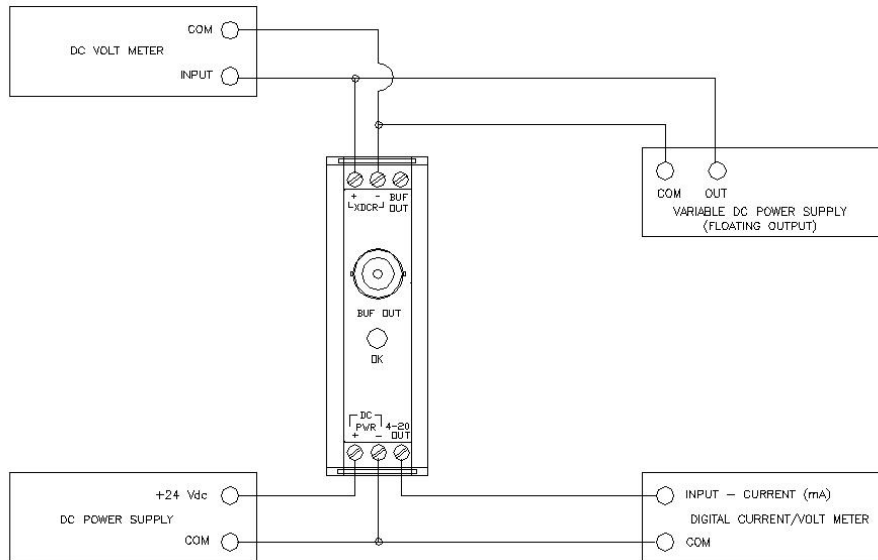 COM
DC VOLT METER
INPUT
COM OUT
VARIABLE DC POWER SUPPLY
(FLOATING OUTPUT)
+ - BUF
XDCR OUT
BUF OUT
OK
DC
PWR 4-20
+ - OUT
+24 Vdc
DC POWER SUPPLY
COM
INPUT - CURRENT (mA)
DIGITAL CURRENT/VOLT METER
COM